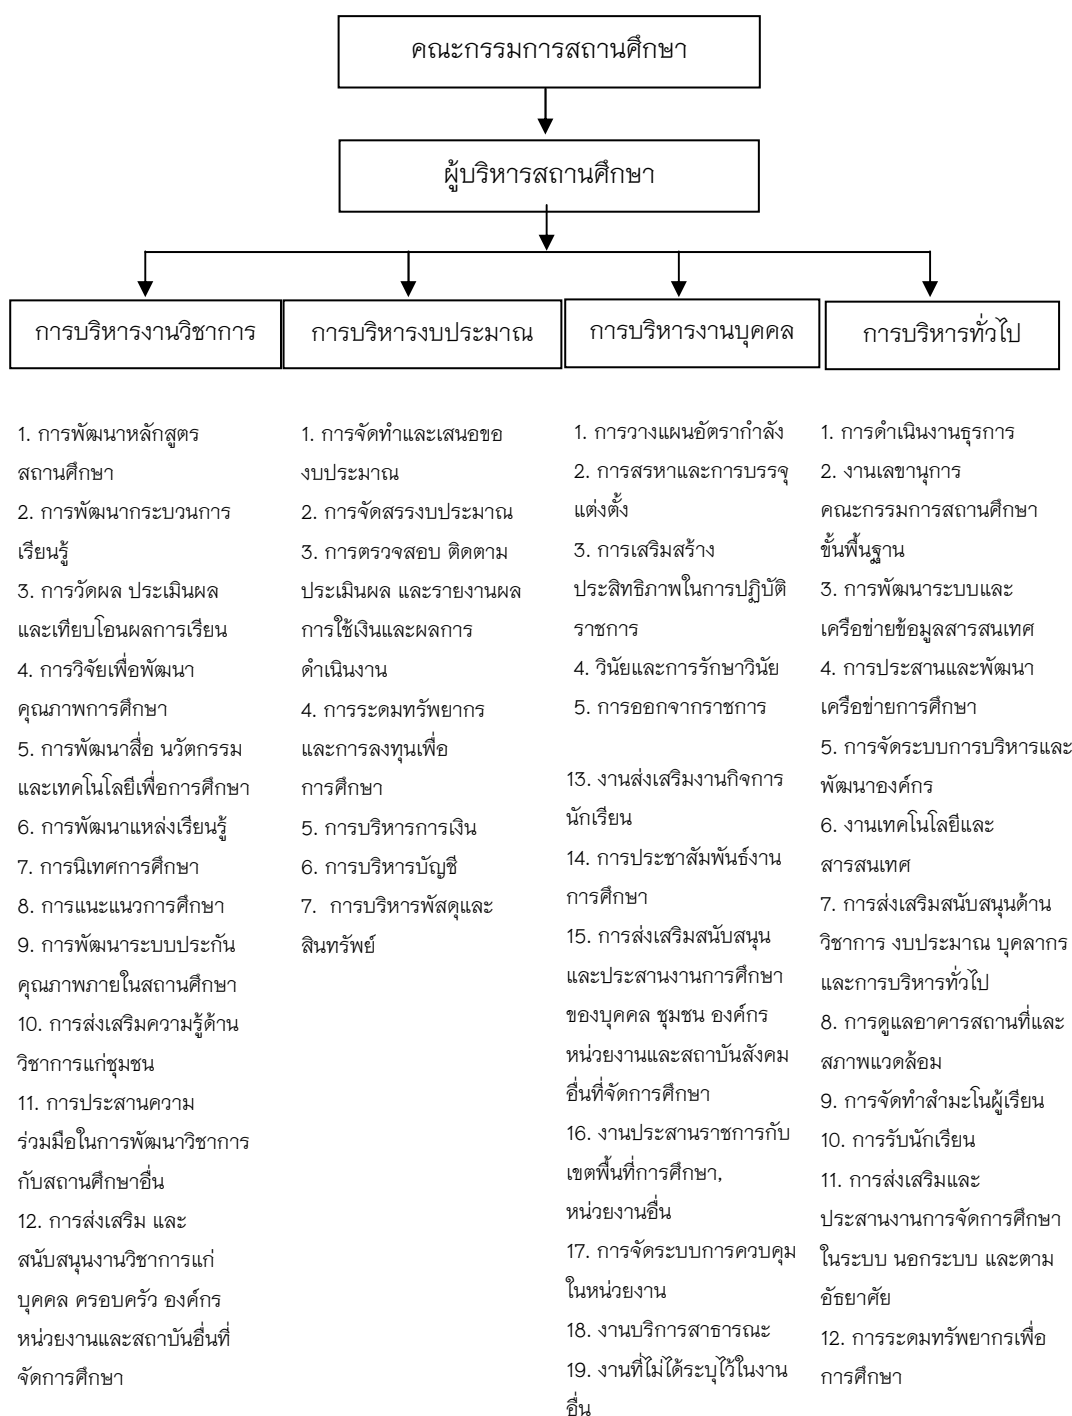 คณะกรรมการสถานศึกษา
ผู้บริหารสถานศึกษา
การบริหารงานวิชาการ
การบริหารงบประมาณ
การบริหารงานบุคคล
การบริหารทั่วไป
1. การพัฒนาหลักสูตร
สถานศึกษา
2. การพัฒนากระบวนการ
เรียนรู้
3. การวัดผล ประเมินผล
และเทียบโอนผลการเรียน
4. การวิจัยเพื่อพัฒนา
คุณภาพการศึกษา
5. การพัฒนาสื่อ นวัตกรรม
และเทคโนโลยีเพื่อการศึกษา
6. การพัฒนาแหล่งเรียนรู้
7. การนิเทศการศึกษา
8. การแนะแนวการศึกษา
9. การพัฒนาระบบประกัน
คุณภาพภายในสถานศึกษา
10. การส่งเสริมความรู้ด้าน
วิชาการแก่ชุมชน
11. การประสานความ
ร่วมมือในการพัฒนาวิชาการ
กับสถานศึกษาอื่น
12. การส่งเสริม และ
สนับสนุนงานวิชาการแก่
บุคคล ครอบครัว องค์กร
หน่วยงานและสถาบันอื่นที่
จัดการศึกษา
1. การจัดทำและเสนอขอ
งบประมาณ
2. การจัดสรรงบประมาณ
3. การตรวจสอบ ติดตาม
ประเมินผล และรายงานผล
การใช้เงินและผลการ
ดำเนินงาน
4. การระดมทรัพยากร
และการลงทุนเพื่อ
การศึกษา
5. การบริหารการเงิน
6. การบริหารบัญชี
7. การบริหารพัสดุและ
สินทรัพย์
1. การวางแผนอัตรากำลัง
2. การสรหาและการบรรจุ
แต่งตั้ง
3. การเสริมสร้าง
ประสิทธิภาพในการปฏิบัติ
ราชการ
4. วินัยและการรักษาวินัย
5. การออกจากราชการ
13. งานส่งเสริมงานกิจการ
นักเรียน
14. การประชาสัมพันธ์งาน
การศึกษา
15. การส่งเสริมสนับสนุน
และประสานงานการศึกษา
ของบุคคล ชุมชน องค์กร
หน่วยงานและสถาบันสังคม
อื่นที่จัดการศึกษา
16. งานประสานราชการกับ
เขตพื้นที่การศึกษา,
หน่วยงานอื่น
17. การจัดระบบการควบคุม
ในหน่วยงาน
18. งานบริการสาธารณะ
19. งานที่ไม่ได้ระบุไว้ในงาน
อื่น
1. การดำเนินงานธุรการ
2. งานเลขานุการ
คณะกรรมการสถานศึกษา
ขั้นพื้นฐาน
3. การพัฒนาระบบและ
เครือข่ายข้อมูลสารสนเทศ
4. การประสานและพัฒนา
เครือข่ายการศึกษา
5. การจัดระบบการบริหารและ
พัฒนาองค์กร
6. งานเทคโนโลยีและ
สารสนเทศ
7. การส่งเสริมสนับสนุนด้าน
วิชาการ งบประมาณ บุคลากร
และการบริหารทั่วไป
8. การดูแลอาคารสถานที่และ
สภาพแวดล้อม
9. การจัดทำสำมะโนผู้เรียน
10. การรับนักเรียน
11. การส่งเสริมและ
ประสานงานการจัดการศึกษา
ในระบบ นอกระบบ และตาม
อัธยาศัย
12. การระดมทรัพยากรเพื่อ
การศึกษา